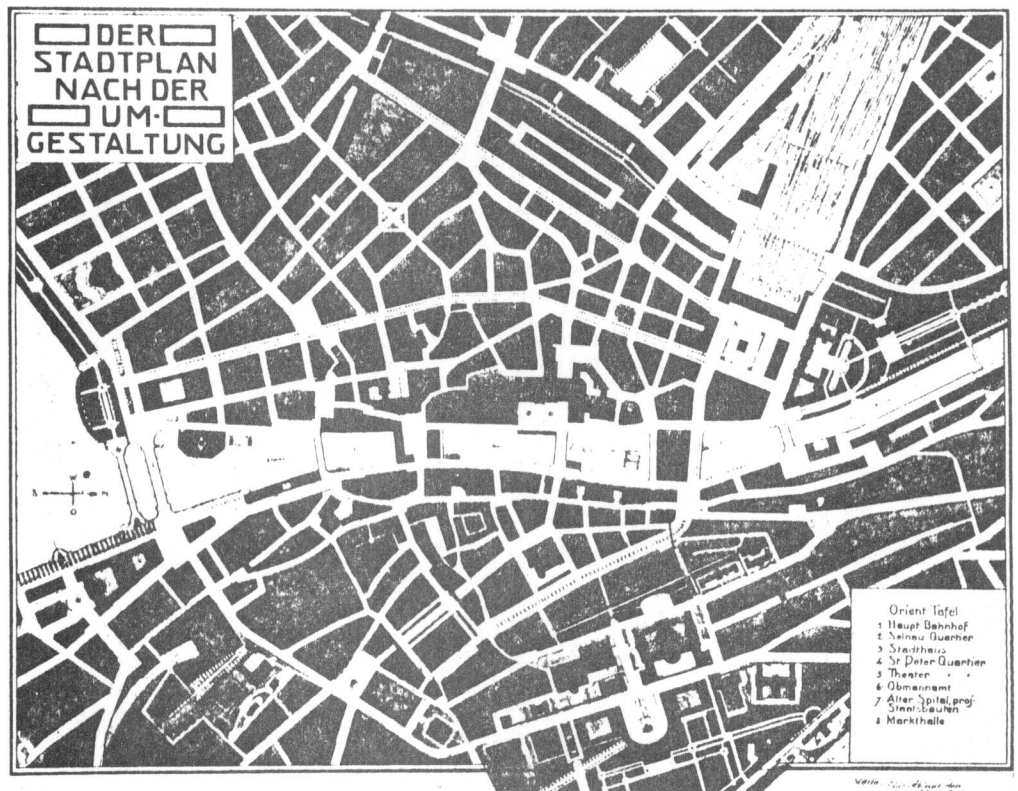 DER
STADTPLAN
NACH DER
UM-
GESTALTUNG
W
S N
O
Orient Tafel
1 Haupt Bahnhof
2 Selnau Quartier
3 Stadthaus
4 St Peter Quartier
5 Theater " "
6 Obmannamt
7 Alter Spital, proj.
Staatsbauten
8 Markthalle